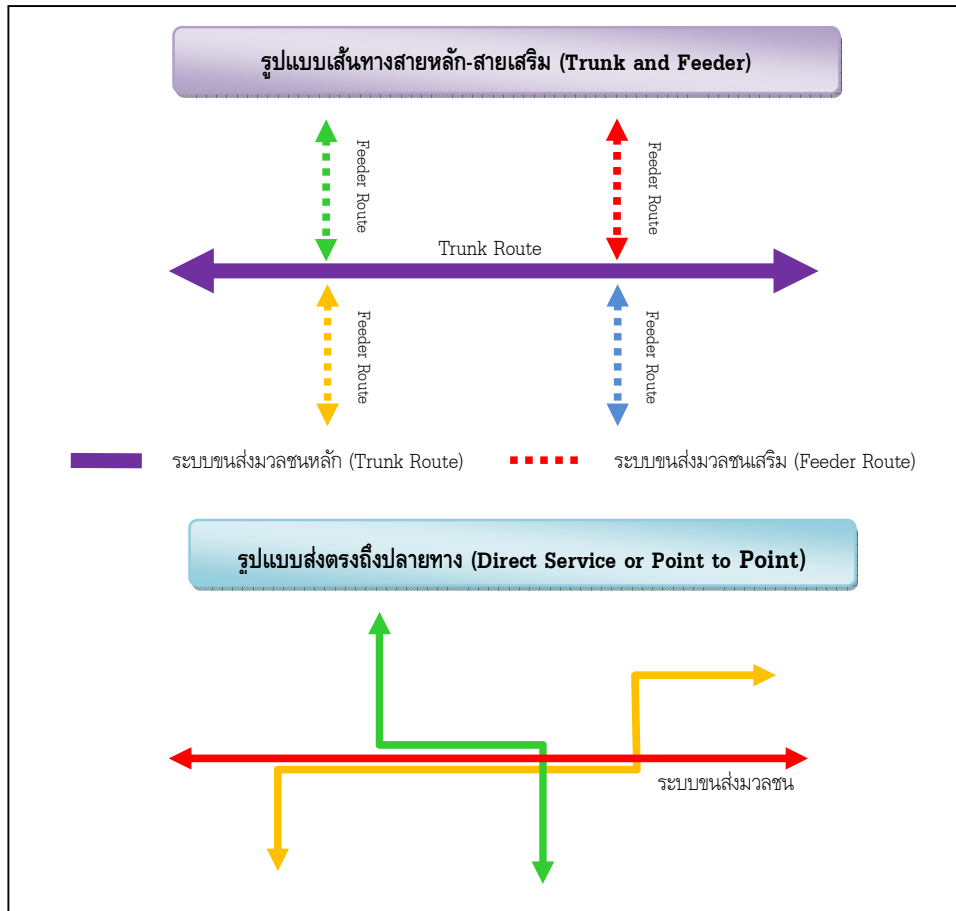 รูปแบบเส้นทางสายหลัก-สายเสริม (Trunk and Feeder)
Feeder Route
Feeder Route
Trunk Route
Feeder Route
Feeder Route
ระบบขนส่งมวลชนหลัก (Trunk Route)
ระบบขนส่งมวลชนเสริม (Feeder Route)
รูปแบบส่งตรงถึงปลายทาง (Direct Service or Point to Point)
ระบบขนส่งมวลชน